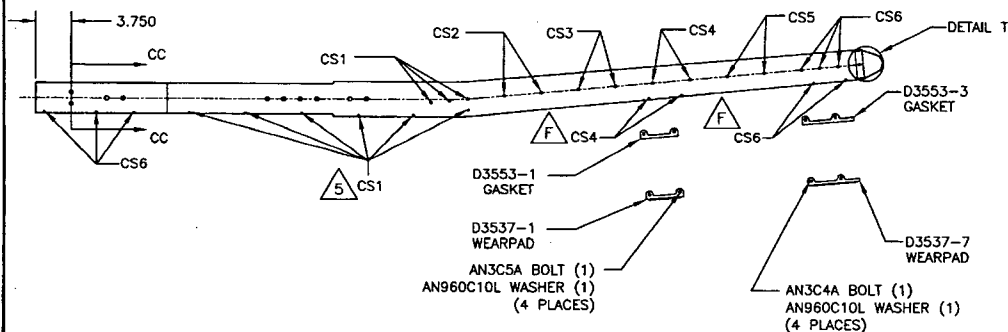 3.750
CC
CC
CS6
CS1
5
CS1
CS2
CS3
CS4
CS5
CS6
DETAIL T
F
CS4
F
CS6
D3553-3
GASKET
D3553-1
GASKET
D3537-1
WEARPAD
AN3C5A BOLT (1)
AN960C10L WASHER (1)
(4 PLACES)
D3537-7
WEARPAD
AN3C4A BOLT (1)
AN960C10L WASHER (1)
(4 PLACES)